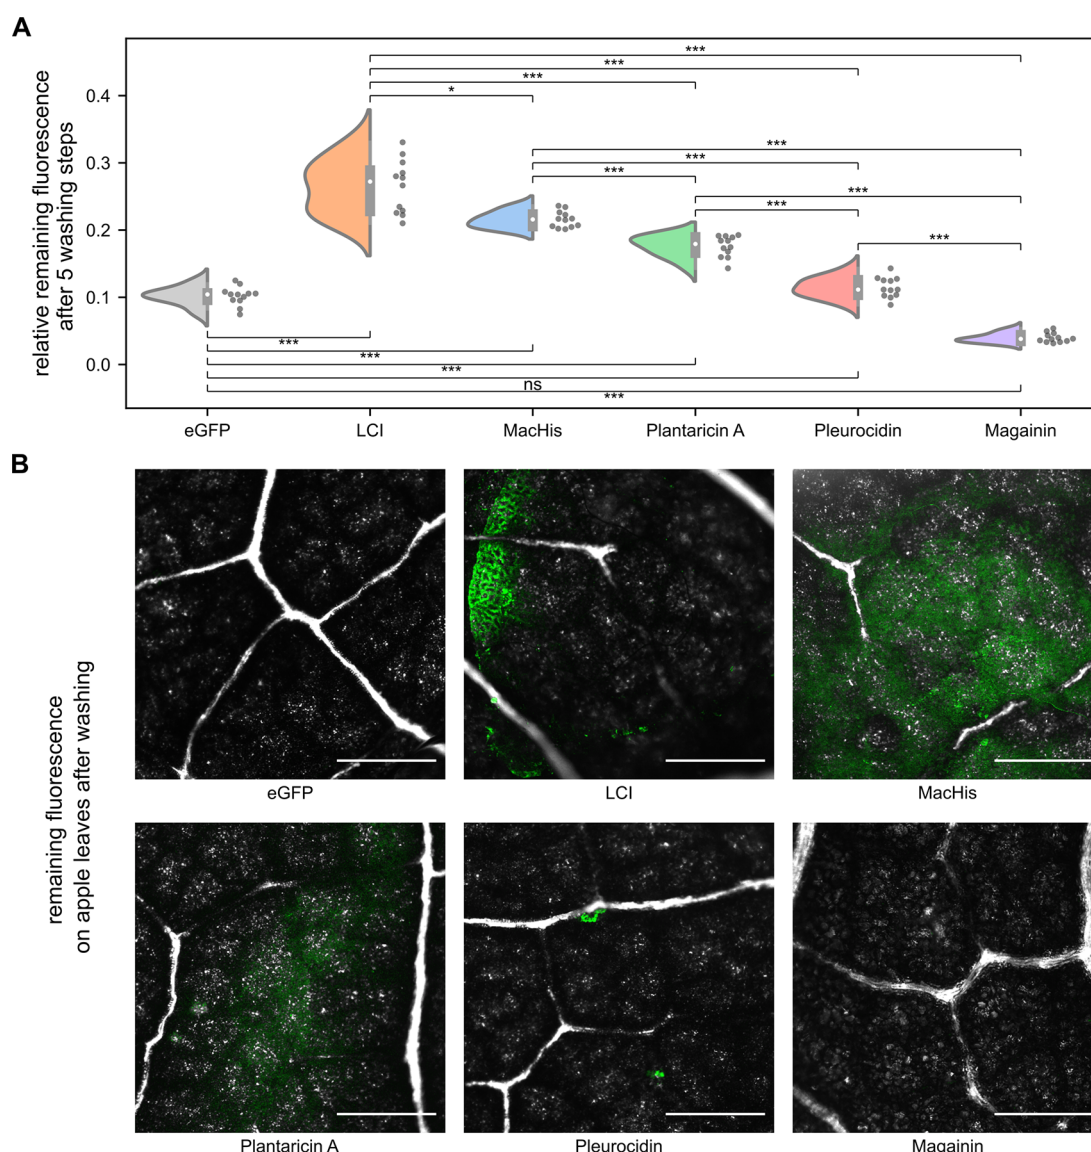 A
relative remaining fluorescence
after 5 washing steps
0.4
0.3
0.2
0.1
0.0
***
***
***
*
***
***
***
***
***
***
***
***
***
ns
***
eGFP
LCI
MacHis
Plantaricin A
Pleurocidin
Magainin
B
remaining fluorescence
on apple leaves after washing
eGFP
LCI
MacHis
Plantaricin A
Pleurocidin
Magainin